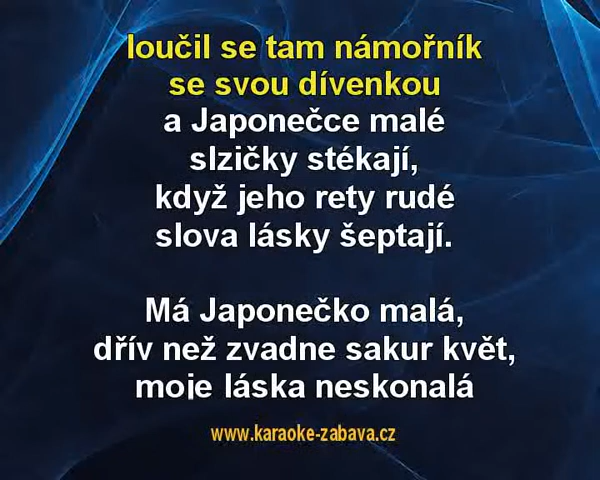 loučil se tam námořník
se svou dívenkou
a Japonečce malé
slzičky stékají,
když jeho rety rudé
slova lásky šeptají.
Má Japonečko malá,
dřív než zvadne sakur květ,
moje láska neskonalá
www.karaoke-zabava.cz